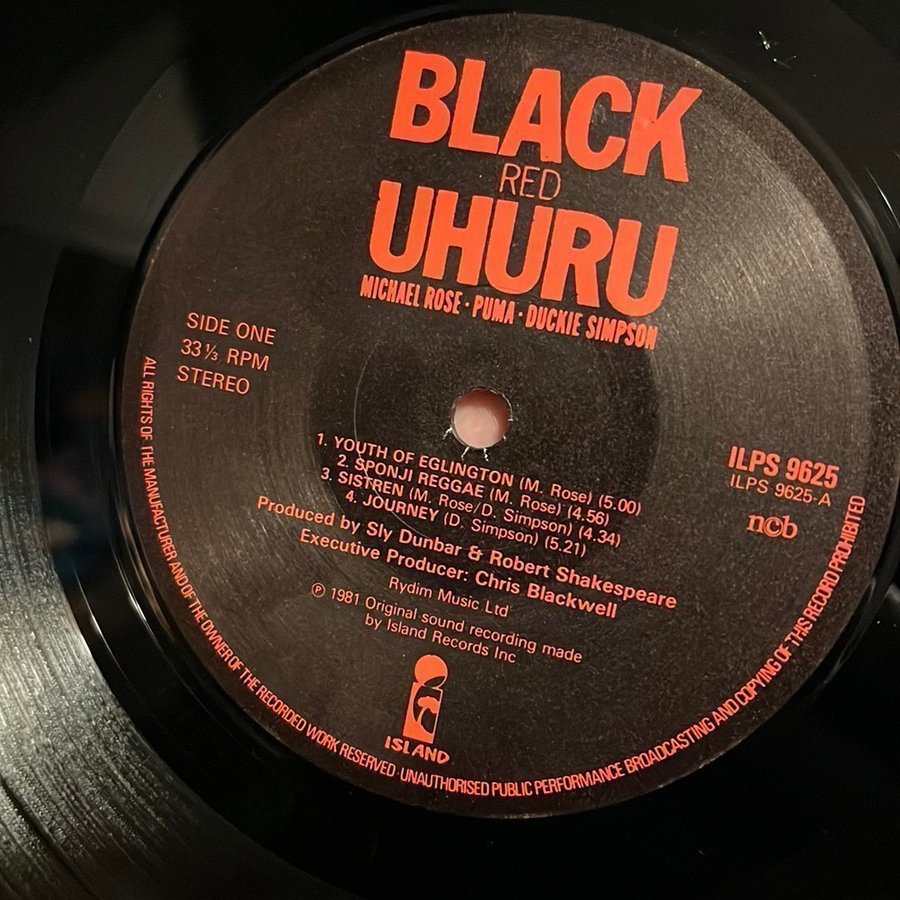 BLACK
RED
UHURU
MICHAEL ROSE · PUMA · DUCKIE SIMPSON
SIDE ONE
33⅓ RPM
STEREO
1. YOUTH OF EGLINGTON (M. Rose) (5.00)
2. SPONJI REGGAE (M. Rose) (4.56)
3. SISTREN (M. Rose/D. Simpson) (4.34)
4. JOURNEY (D. Simpson) (5.21)
ILPS 9625
ILPS 9625-A
n©b
Produced by Sly Dunbar & Robert Shakespeare
Executive Producer: Chris Blackwell
Rydim Music Ltd
℗ 1981 Original sound recording made
by Island Records Inc
ISLAND
ALL RIGHTS OF THE MANUFACTURER AND OF THE OWNER OF THE RECORDED WORK RESERVED · UNAUTHORISED PUBLIC PERFORMANCE BROADCASTING AND COPYING OF THIS RECORD PROHIBITED